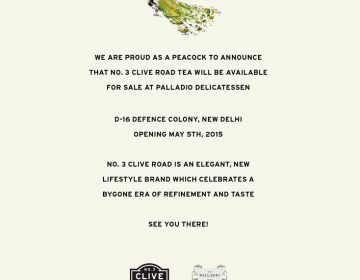 WE ARE PROUD AS A PEACOCK TO ANNOUNCE
THAT NO. 3 CLIVE ROAD TEA WILL BE AVAILABLE
FOR SALE AT PALLADIO DELICATESSEN
D-16 DEFENCE COLONY, NEW DELHI
OPENING MAY 5TH, 2015
NO. 3 CLIVE ROAD IS AN ELEGANT, NEW
LIFESTYLE BRAND WHICH CELEBRATES A
BYGONE ERA OF REFINEMENT AND TASTE
SEE YOU THERE!
NO. 3
CLIVE
PALLADIO